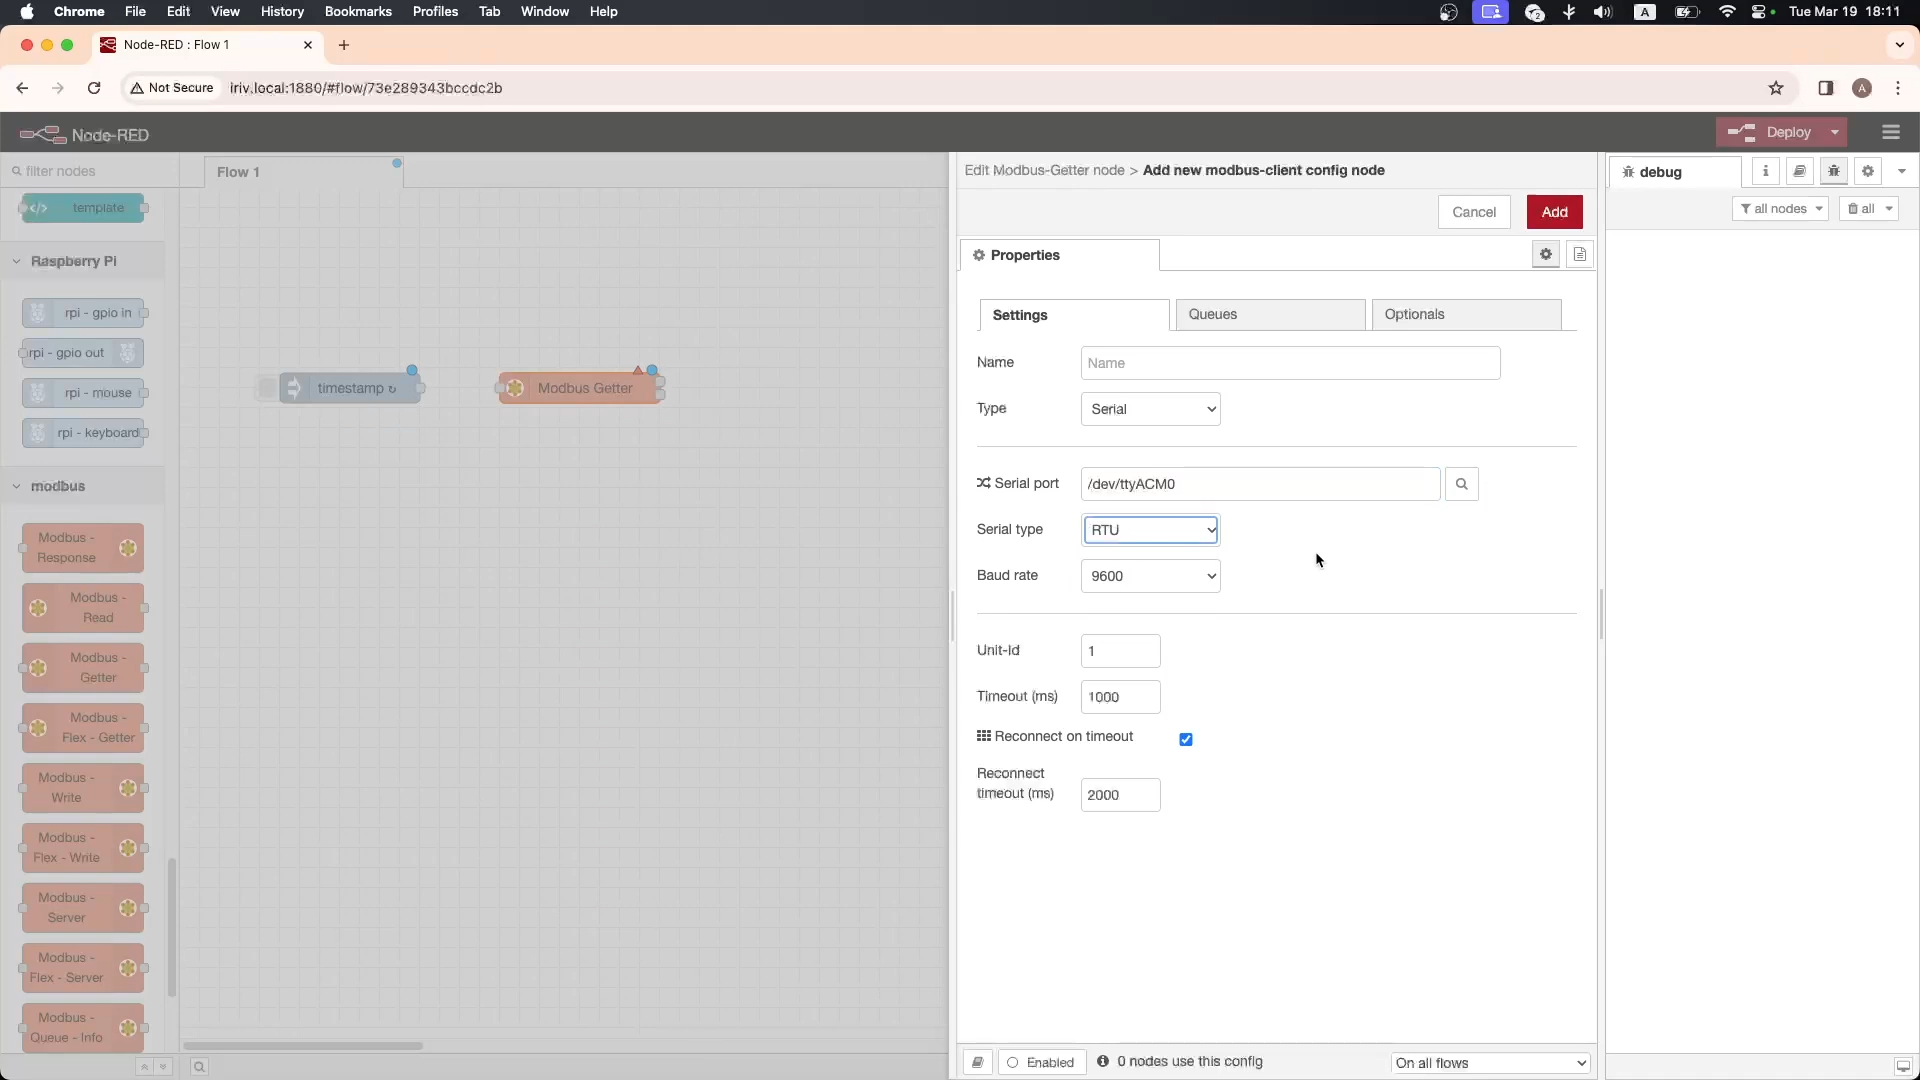 Chrome File Edit View History Bookmarks Profiles Tab Window Help
2 A Tue Mar 19 18:11
Node-RED : Flow 1
Not Secure iriv.local:1880/#flow/73e289343bccdc2b A
Node-RED Deploy
filter nodes
Flow 1
Edit Modbus-Getter node > Add new modbus-client config node
debug
Cancel Add
all nodes all
template
Properties
Raspberry Pi
rpi - gpio in
Settings Queues Optionals
rpi - gpio out
Name Name
rpi - mouse
timestamp ↻
Modbus Getter
Type Serial
rpi - keyboard
modbus
Serial port /dev/ttyACM0
Serial type RTU
Modbus -
Response
Baud rate 9600
Modbus -
Read
Unit-Id 1
Modbus -
Getter
Timeout (ms) 1000
Modbus -
Flex - Getter
Reconnect on timeout
Modbus -
Write
Reconnect
timeout (ms) 2000
Modbus -
Flex - Write
Modbus -
Server
Modbus -
Flex - Server
Modbus -
Queue - Info
Enabled 0 nodes use this config On all flows